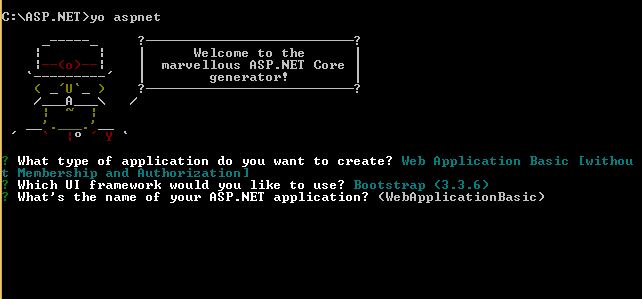 C:\ASP.NET>yo aspnet
Welcome to the
marvellous ASP.NET Core
generator!
? What type of application do you want to create? Web Application Basic [withou
t Membership and Authorization]
? Which UI framework would you like to use? Bootstrap (3.3.6)
? What's the name of your ASP.NET application? (WebApplicationBasic)